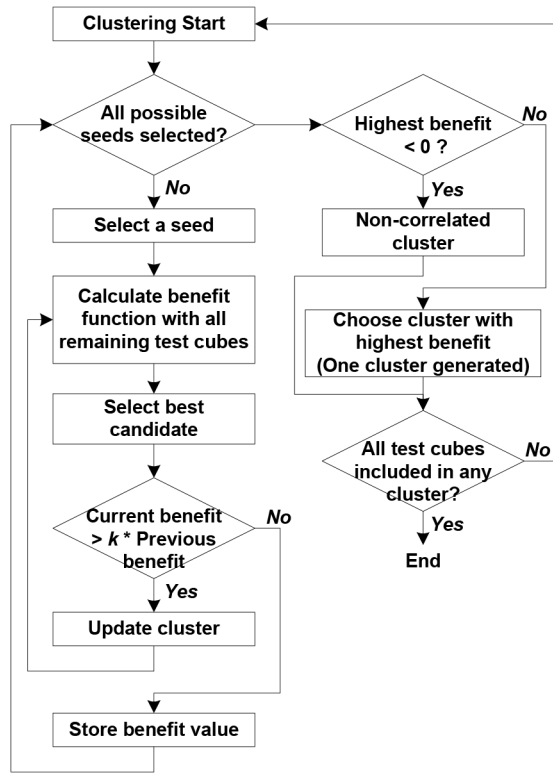 Clustering Start
All possible
seeds selected?
No
Select a seed
Calculate benefit
function with all
remaining test cubes
Select best
candidate
Current benefit
> k * Previous
benefit
No
Yes
Update cluster
Store benefit value
Highest benefit
< 0 ?
No
Yes
Non-correlated
cluster
Choose cluster with
highest benefit
(One cluster generated)
All test cubes
included in any
cluster?
No
Yes
End